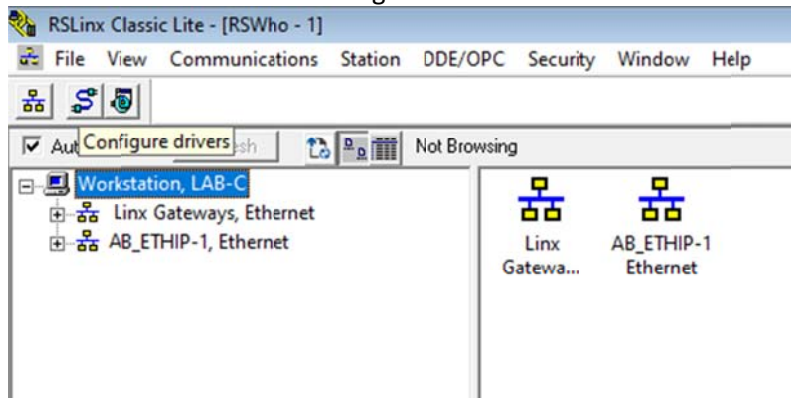 RSLinx Classic Lite - [RSWho - 1]
File View Communications Station DDE/OPC Security Window Help
Configure drivers
Not Browsing
Workstation, LAB-C
Linx Gateways, Ethernet
AB_ETHIP-1, Ethernet
Linx
Gatewa...
AB_ETHIP-1
Ethernet